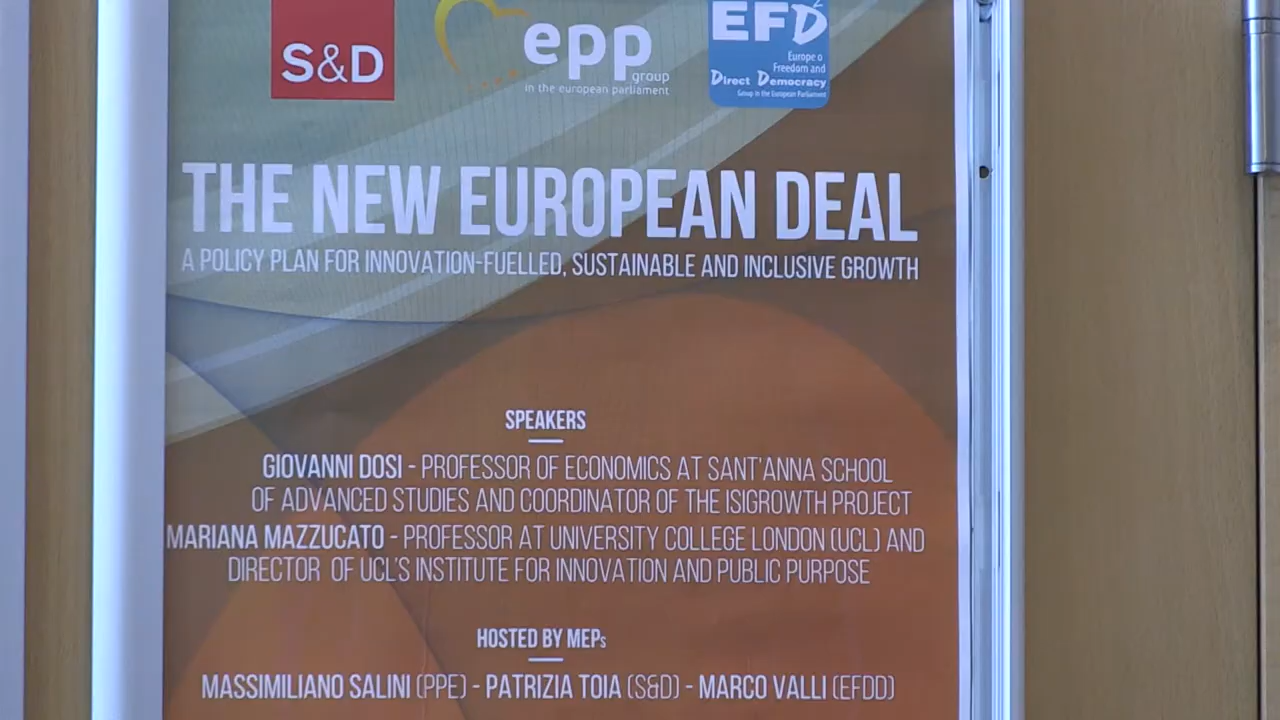 S&D
epp
group
in the european parliament
EFD²
Europe o
Freedom and
Direct Democracy
Group in the European Parliament
THE NEW EUROPEAN DEAL
A POLICY PLAN FOR INNOVATION-FUELLED, SUSTAINABLE AND INCLUSIVE GROWTH
SPEAKERS
GIOVANNI DOSI - PROFESSOR OF ECONOMICS AT SANT'ANNA SCHOOL
OF ADVANCED STUDIES AND COORDINATOR OF THE ISIGROWTH PROJECT
MARIANA MAZZUCATO - PROFESSOR AT UNIVERSITY COLLEGE LONDON (UCL) AND
DIRECTOR OF UCL'S INSTITUTE FOR INNOVATION AND PUBLIC PURPOSE
HOSTED BY MEPs
MASSIMILIANO SALINI (PPE) - PATRIZIA TOIA (S&D) - MARCO VALLI (EFDD)